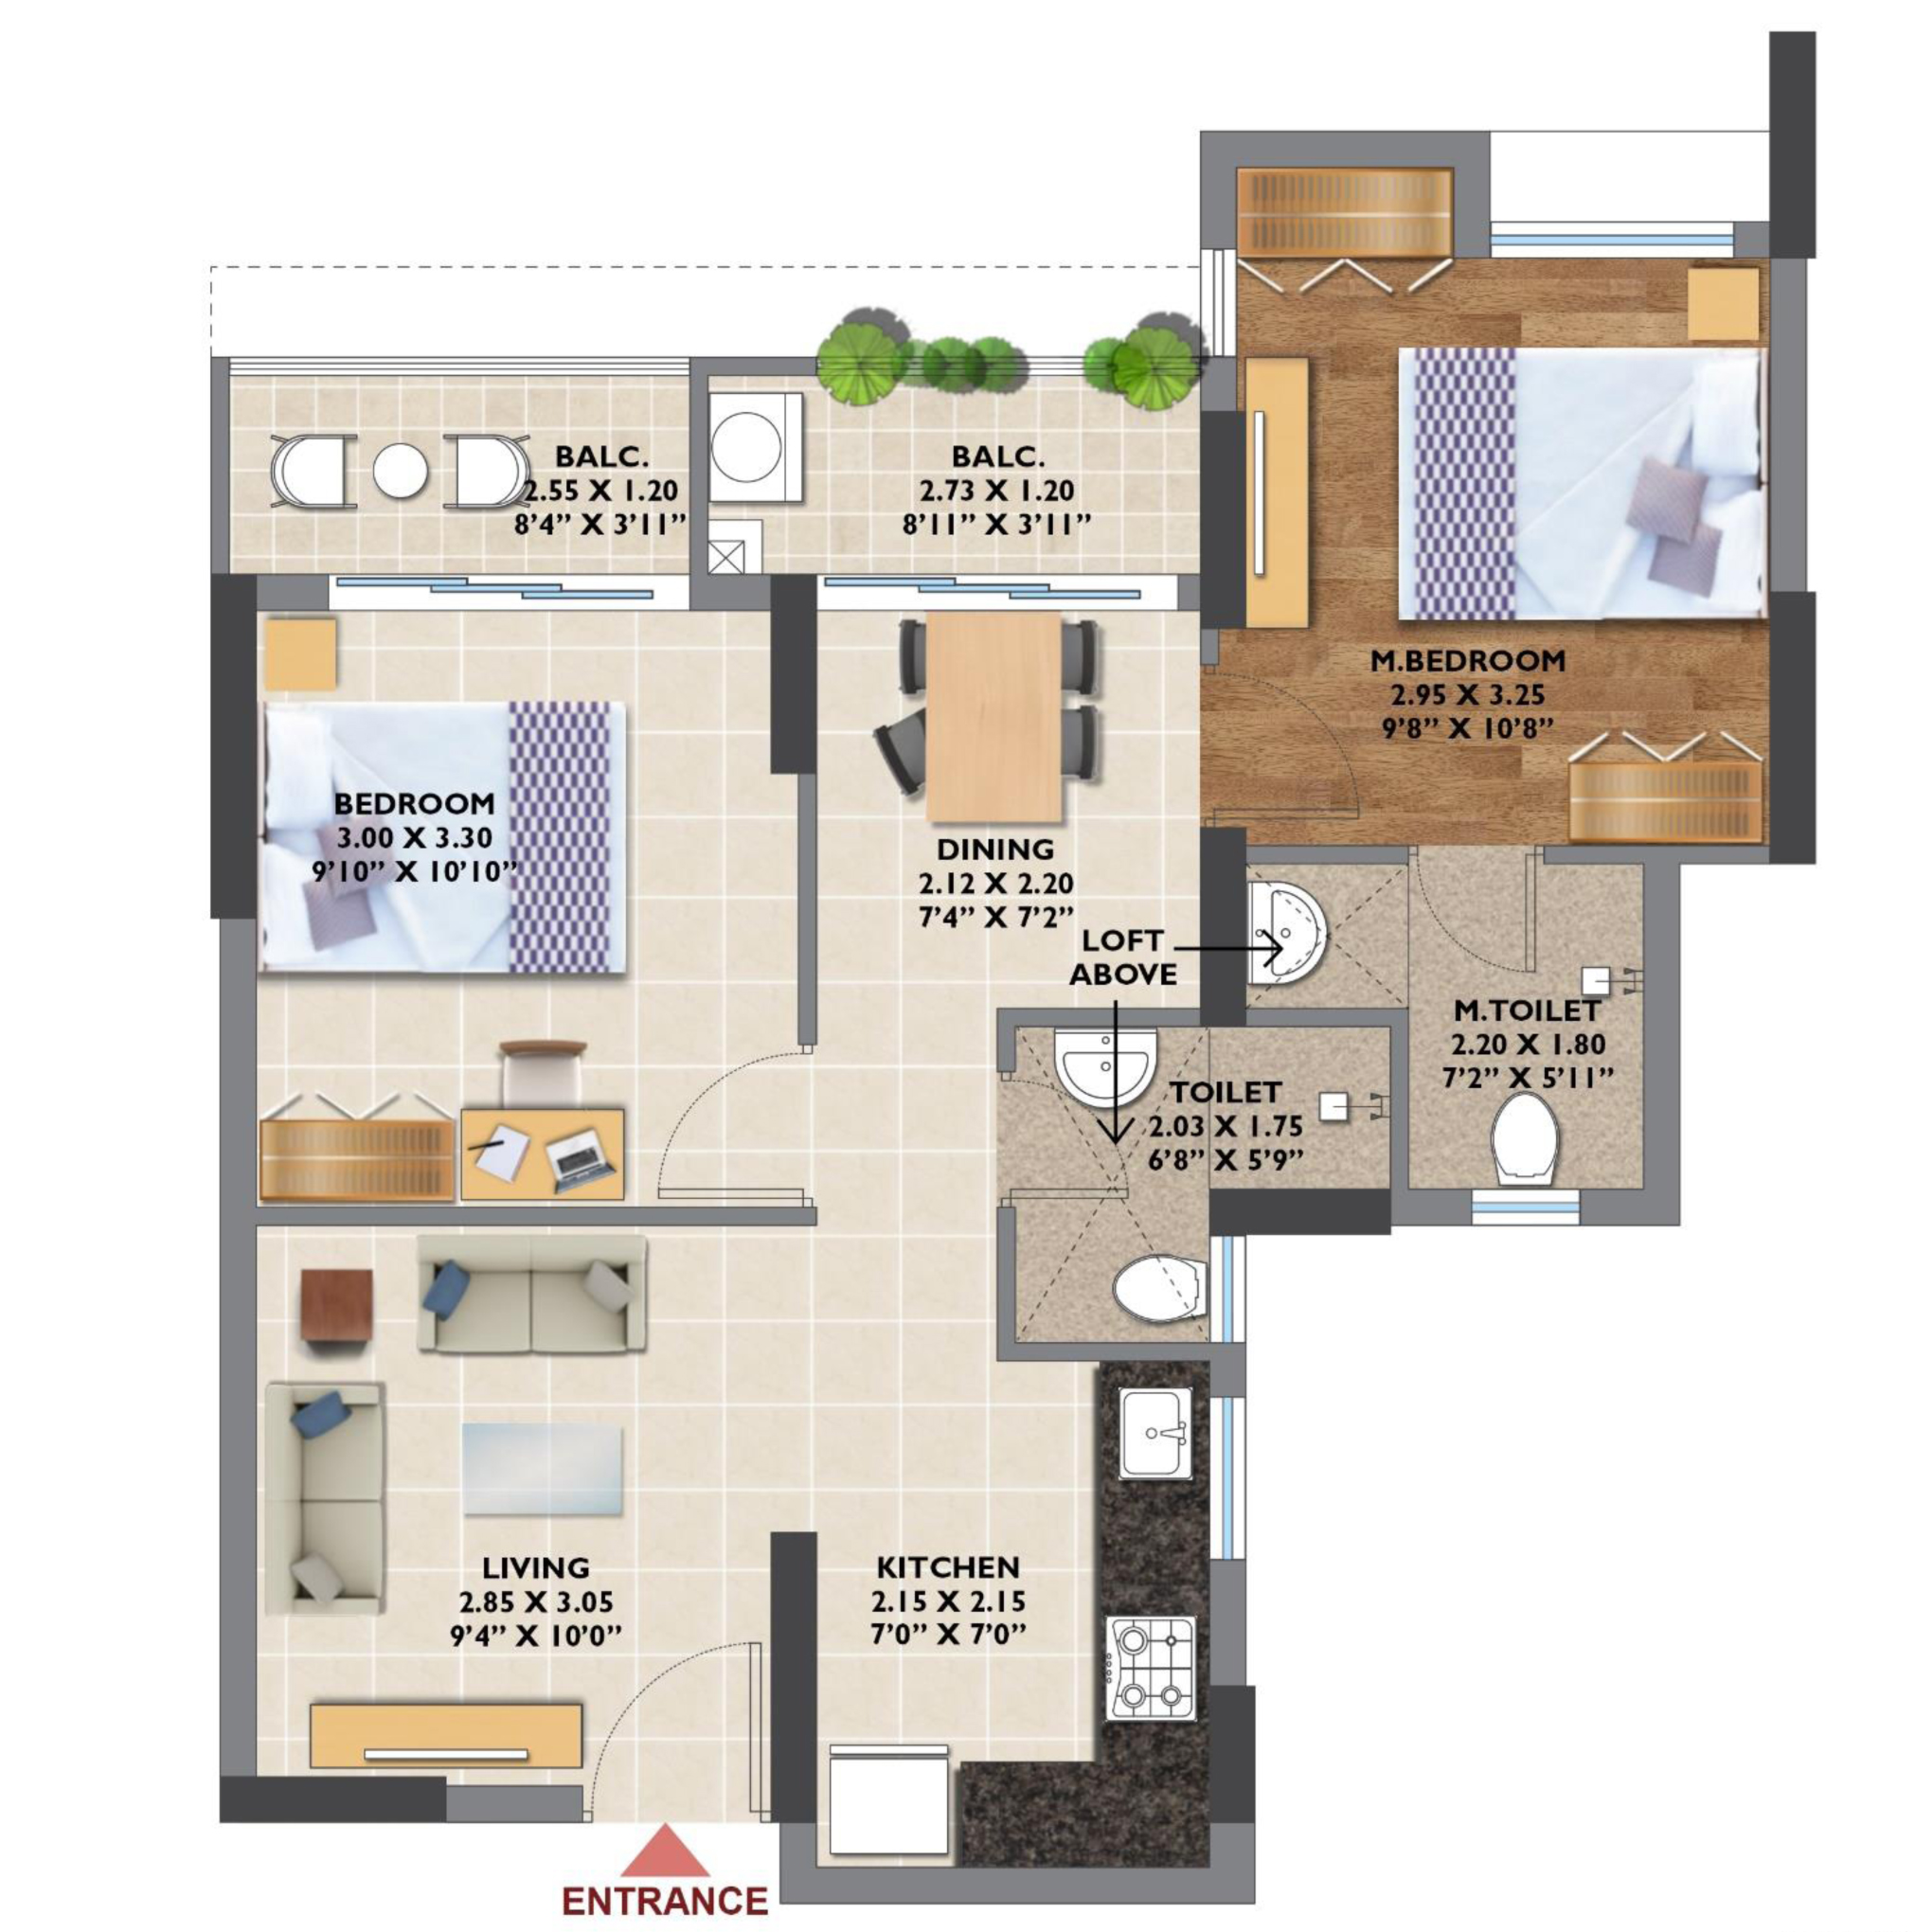 BALC.
2.55 X 1.20
8'4” X 3'11”
BALC.
2.73 X 1.20
8'11” X 3'11”
M.BEDROOM
2.95 X 3.25
9'8” X 10'8”
BEDROOM
3.00 X 3.30
9'10” X 10'10”
DINING
2.12 X 2.20
7'4” X 7'2”
LOFT
ABOVE
M.TOILET
2.20 X 1.80
7'2” X 5'11”
TOILET
2.03 X 1.75
6'8” X 5'9”
LIVING
2.85 X 3.05
9'4” X 10'0”
KITCHEN
2.15 X 2.15
7'0” X 7'0”
ENTRANCE